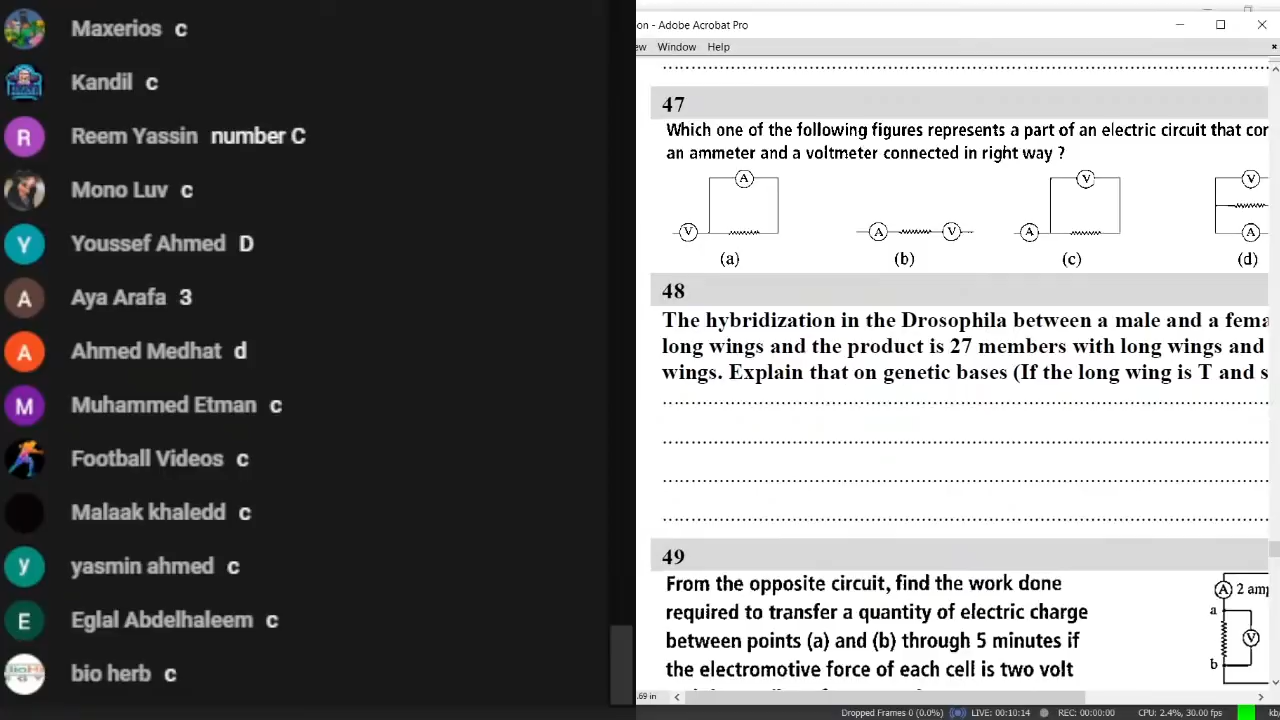 Maxerios c
Kandil c
R Reem Yassin number C
Mono Luv c
Y Youssef Ahmed D
A Aya Arafa 3
A Ahmed Medhat d
M Muhammed Etman c
Football Videos c
Malaak khaledd c
y yasmin ahmed c
E Eglal Abdelhaleem c
bio herb c
on - Adobe Acrobat Pro
ew Window Help
47
Which one of the following figures represents a part of an electric circuit that con
an ammeter and a voltmeter connected in right way ?
A V V
V A V A A
(a) (b) (c) (d)
48
The hybridization in the Drosophila between a male and a fema
long wings and the product is 27 members with long wings and
wings. Explain that on genetic bases (If the long wing is T and s
49
From the opposite circuit, find the work done
required to transfer a quantity of electric charge
between points (a) and (b) through 5 minutes if
the electromotive force of each cell is two volt
A 2 amp
a
V
b
.69 in
Dropped Frames 0 (0.0%) LIVE: 00:10:14 REC: 00:00:00 CPU: 2.4%, 30.00 fps kb